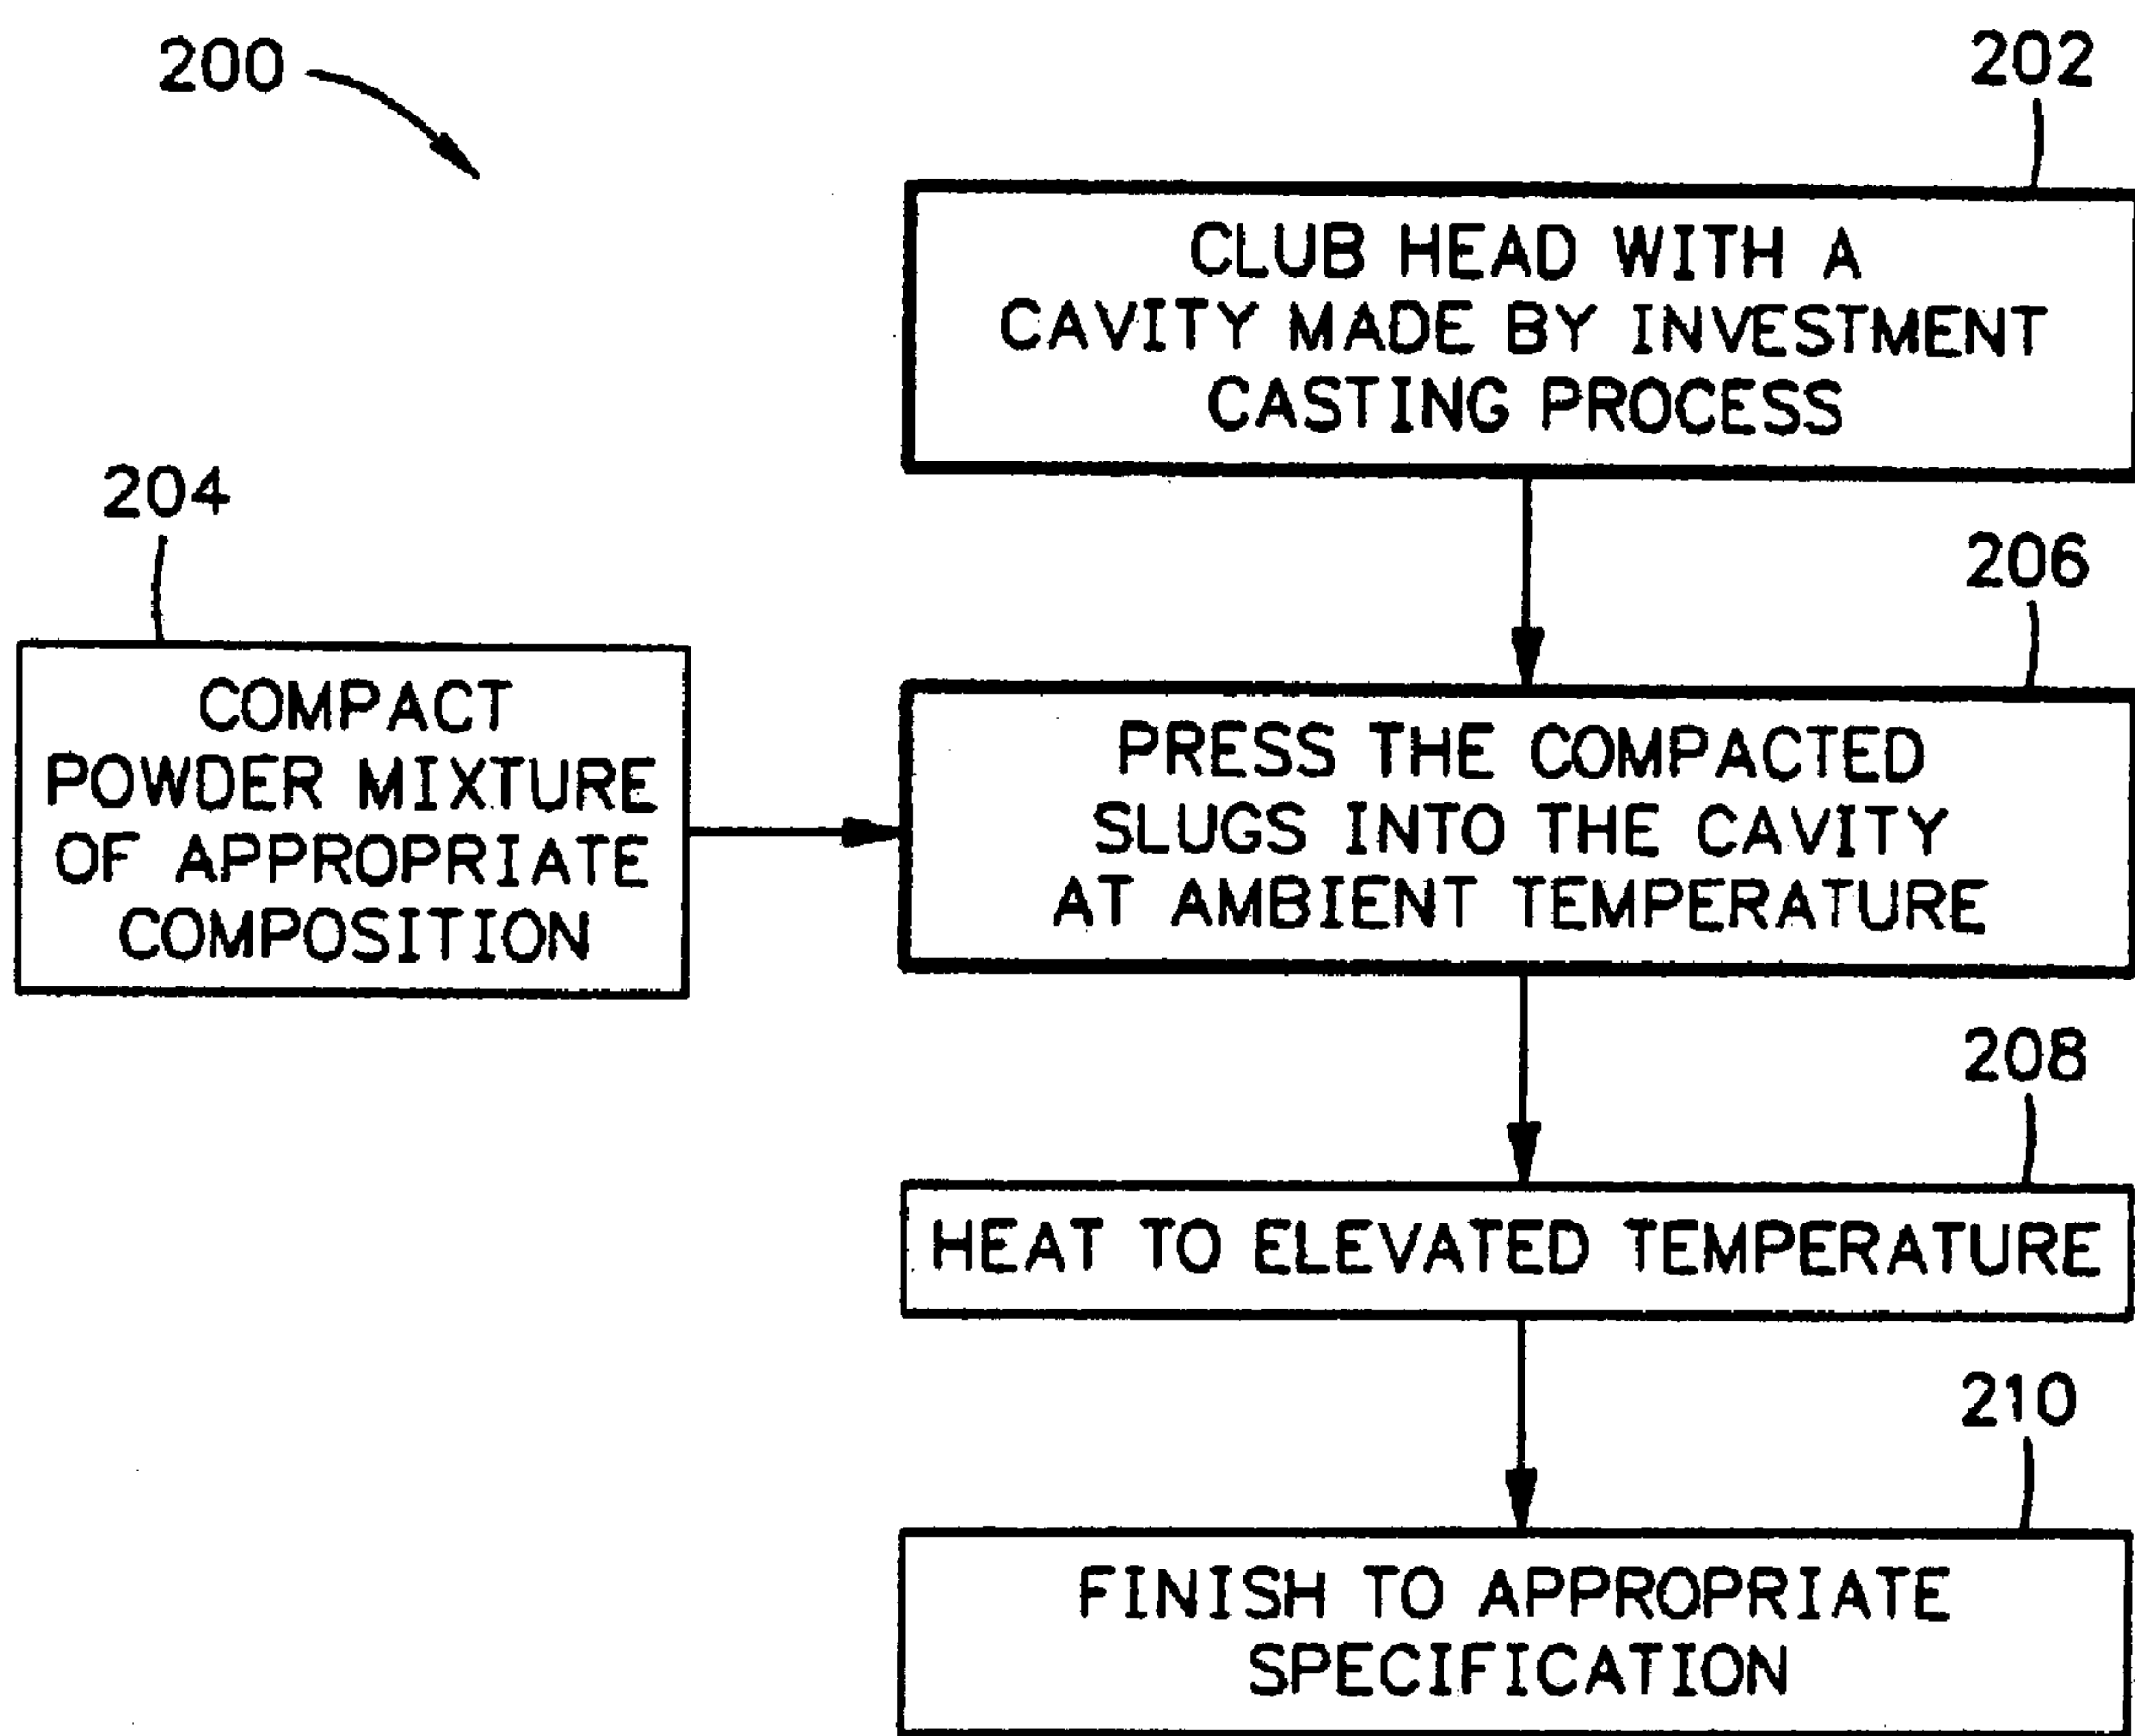 200
202
CLUB HEAD WITH A
CAVITY MADE BY INVESTMENT
CASTING PROCESS
204
COMPACT
POWDER MIXTURE
OF APPROPRIATE
COMPOSITION
206
PRESS THE COMPACTED
SLUGS INTO THE CAVITY
AT AMBIENT TEMPERATURE
208
HEAT TO ELEVATED TEMPERATURE
210
FINISH TO APPROPRIATE
SPECIFICATION